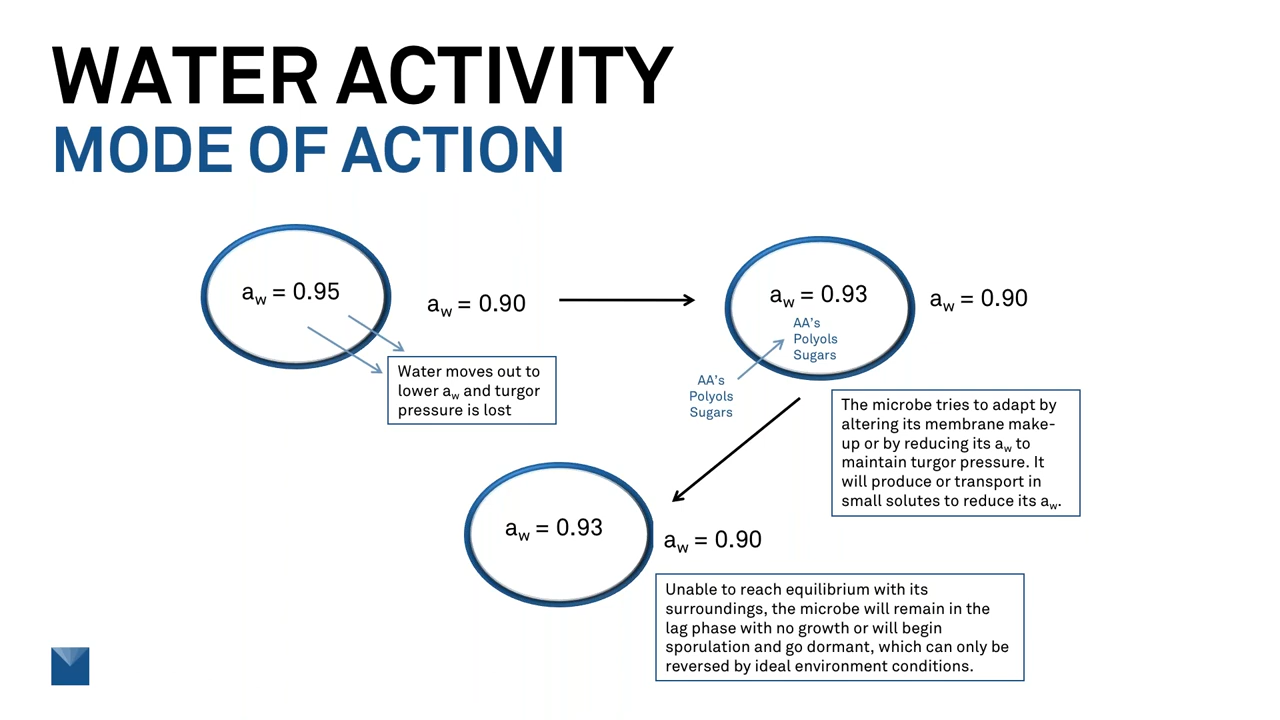 WATER ACTIVITY
MODE OF ACTION
aw = 0.95
aw = 0.90
Water moves out to
lower aw and turgor
pressure is lost
aw = 0.93
aw = 0.90
AA's
Polyols
Sugars
AA's
Polyols
Sugars
The microbe tries to adapt by
altering its membrane make-
up or by reducing its aw to
maintain turgor pressure. It
will produce or transport in
small solutes to reduce its aw.
aw = 0.93
aw = 0.90
Unable to reach equilibrium with its
surroundings, the microbe will remain in the
lag phase with no growth or will begin
sporulation and go dormant, which can only be
reversed by ideal environment conditions.